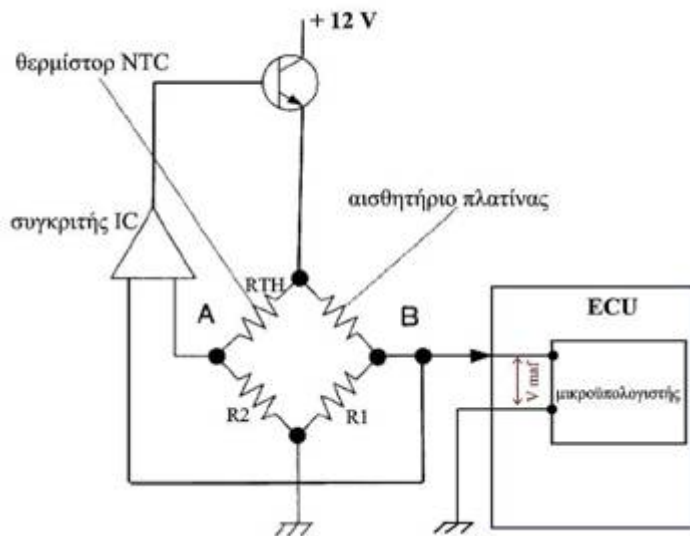 + 12 V
θερμίστορ NTC
αισθητήριο πλατίνας
συγκριτής IC
RTH
A
B
ECU
V maf
μικροϋπολογιστής
R2
R1